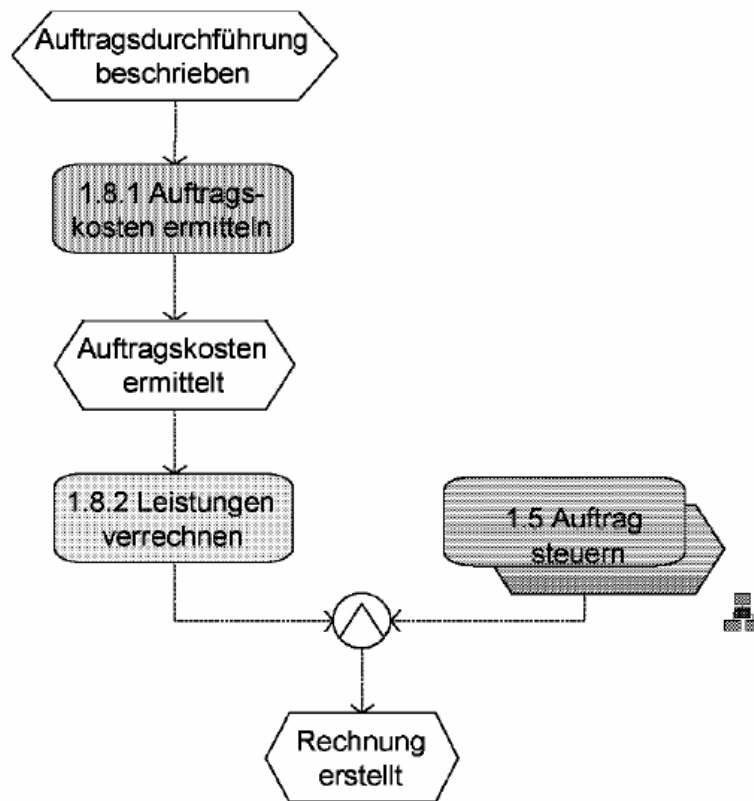 Auftragsdurchführung
beschrieben
1.8.1 Auftrags-
kosten ermitteln
Auftragskosten
ermittelt
1.8.2 Leistungen
verrechnen
1.5 Auftrag
steuern
Rechnung
erstellt